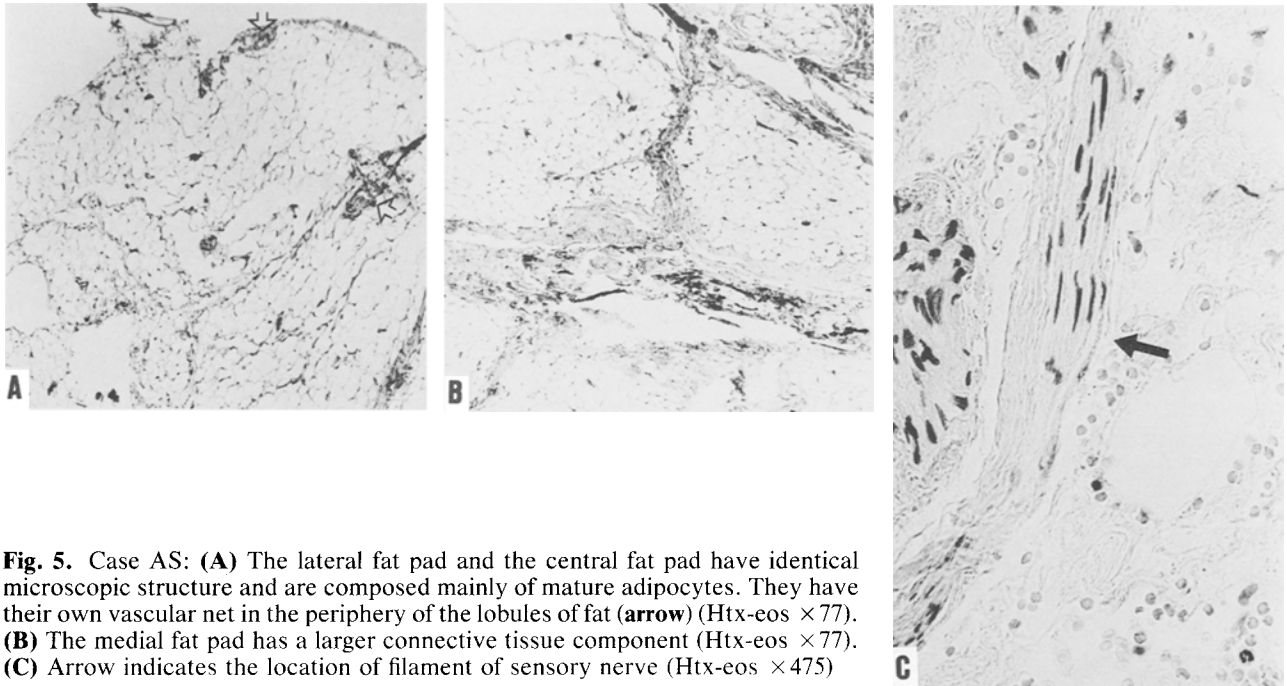 A
B
C
Fig. 5. Case AS: (A) The lateral fat pad and the central fat pad have identical
microscopic structure and are composed mainly of mature adipocytes. They have
their own vascular net in the periphery of the lobules of fat (arrow) (Htx-eos ×77).
(B) The medial fat pad has a larger connective tissue component (Htx-eos ×77).
(C) Arrow indicates the location of filament of sensory nerve (Htx-eos ×475)